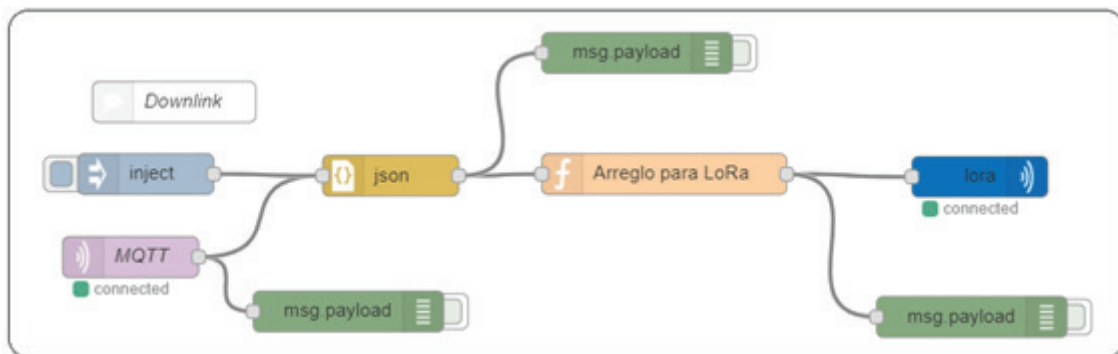 msg.payload
Downlink
inject
json
Arreglo para LoRa
lora
connected
MQTT
connected
msg.payload
msg.payload